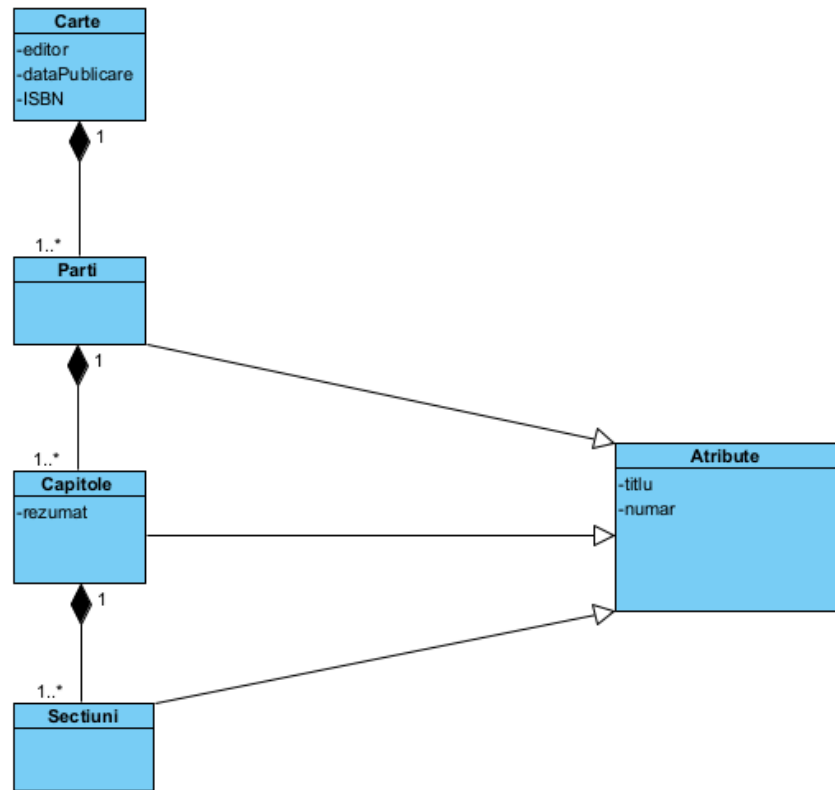 Carte
-editor
-dataPublicare
-ISBN
1
1..*
Parti
1
1..*
Capitole
-rezumat
1
1..*
Sectiuni
Atribute
-titlu
-numar